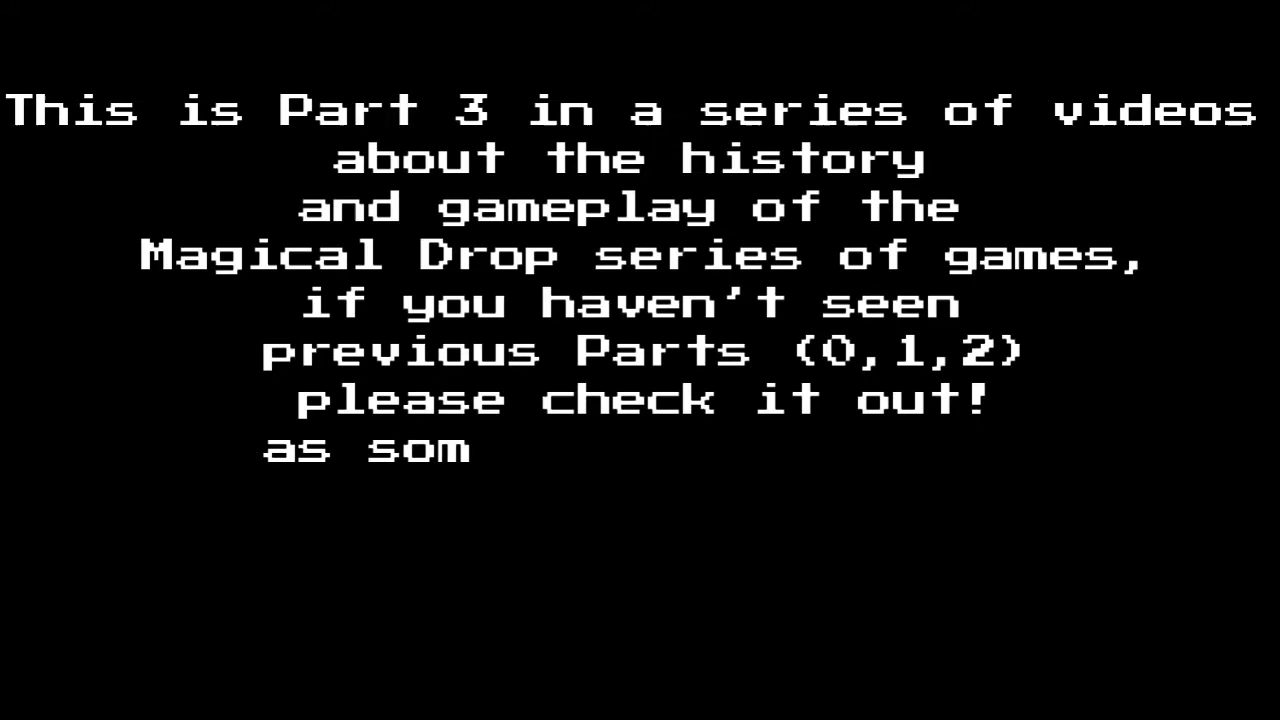 This is Part 3 in a series of videos
about the history
and gameplay of the
Magical Drop series of games,
if you haven't seen
previous Parts (0,1,2)
please check it out!
as som